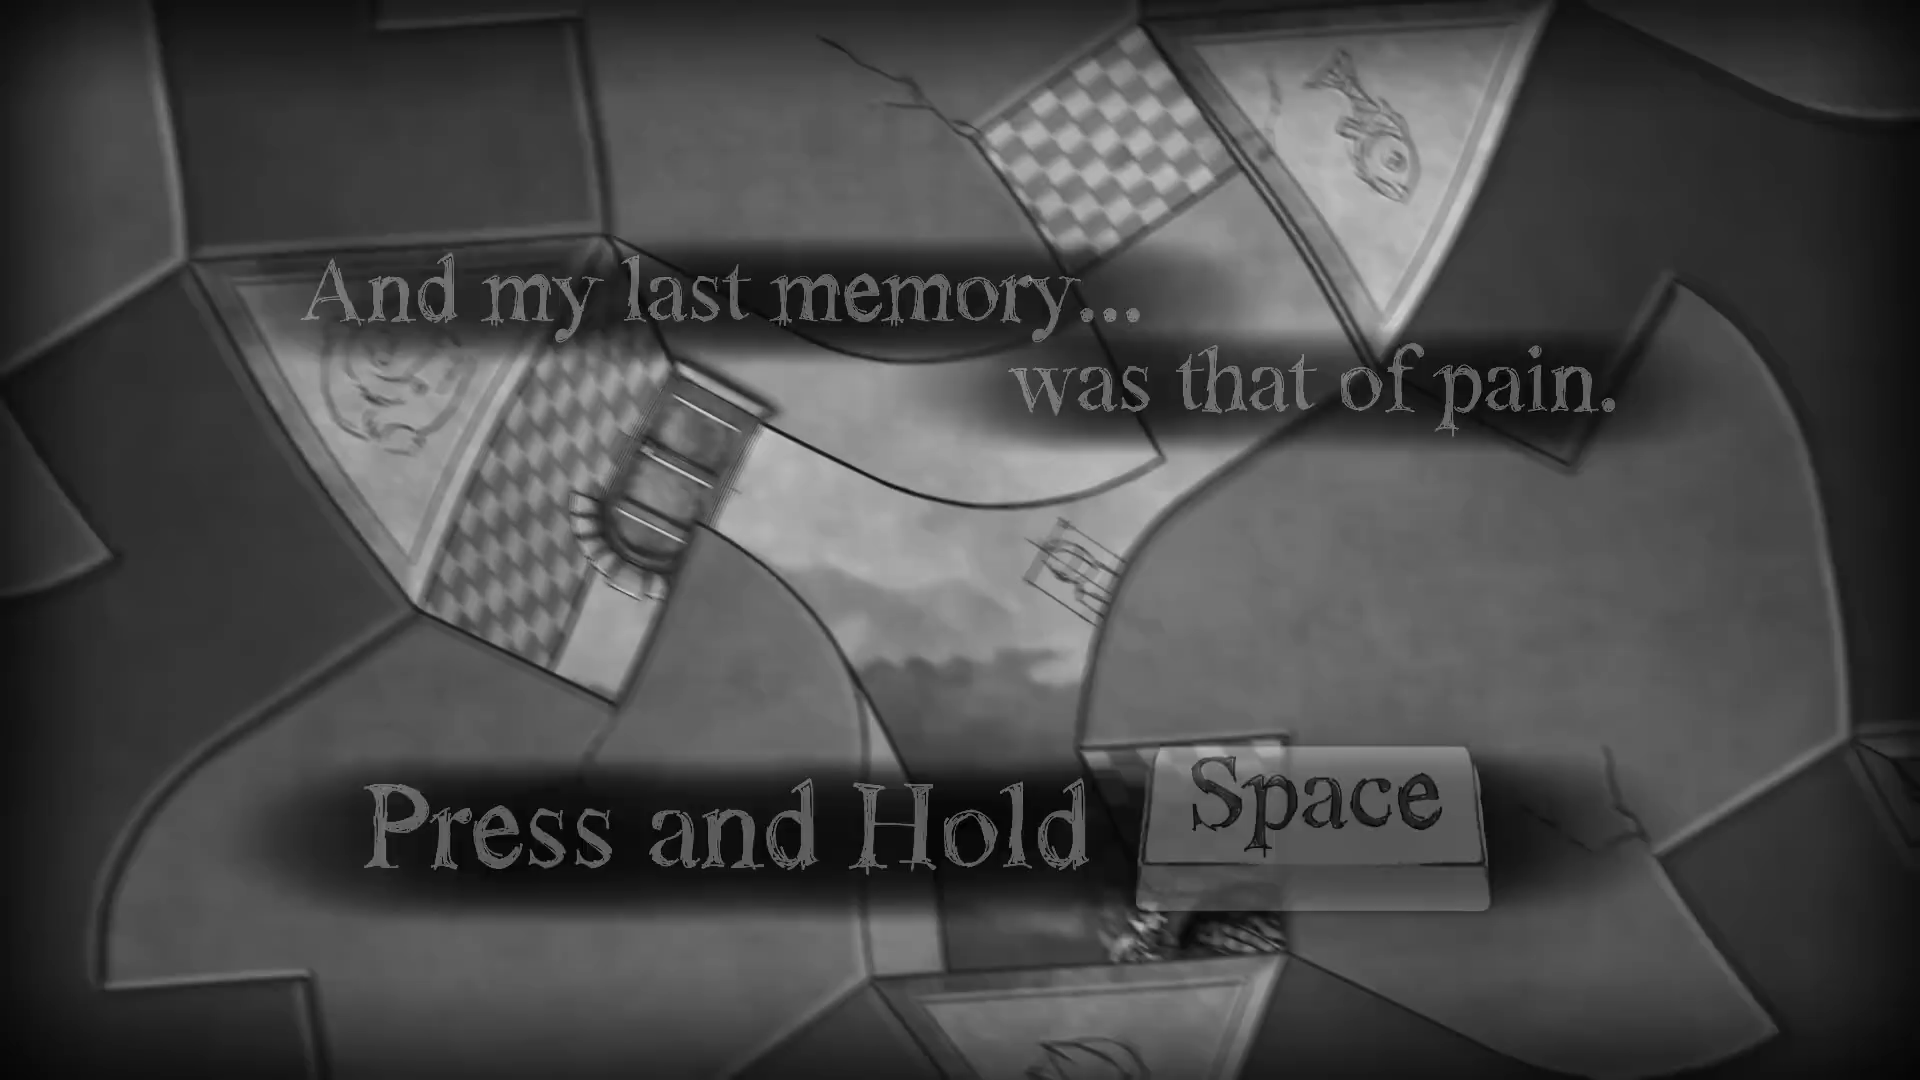 And my last memory...
was that of pain.
Press and Hold Space